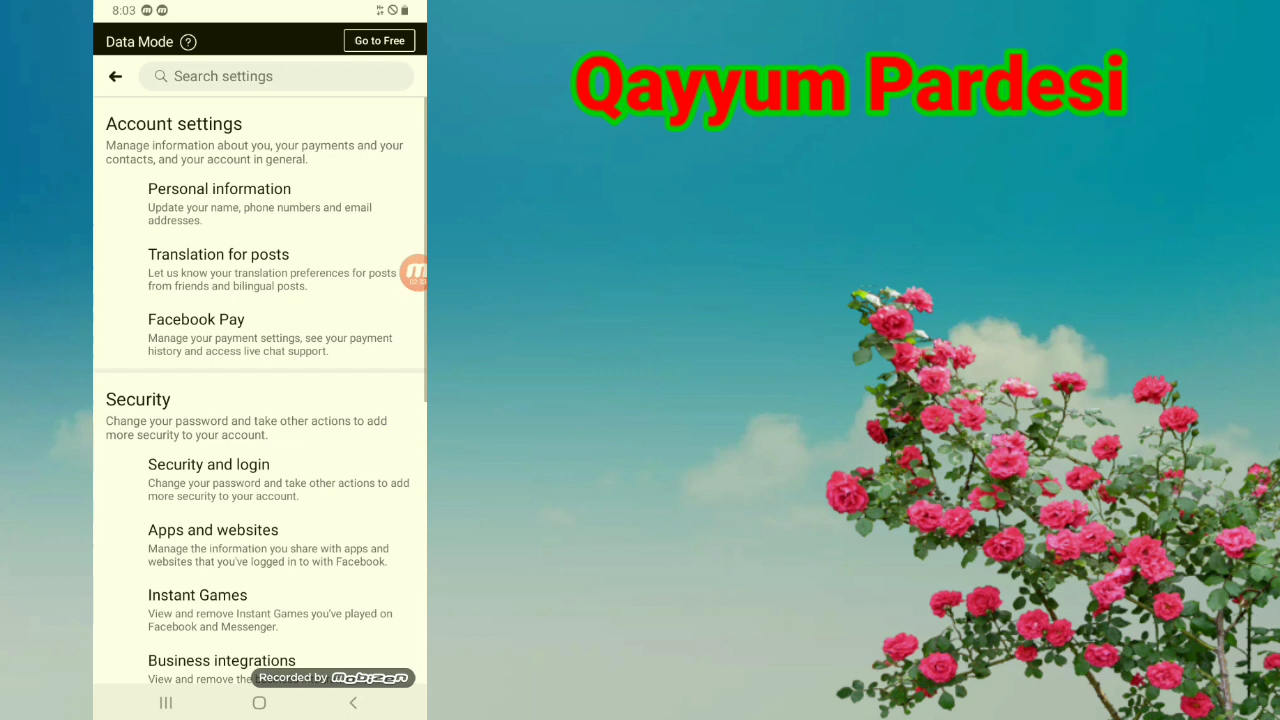 8:03
Data Mode ? Go to Free
Search settings
Account settings
Manage information about you, your payments and your
contacts, and your account in general.
Personal information
Update your name, phone numbers and email
addresses.
Translation for posts
Let us know your translation preferences for posts
from friends and bilingual posts.
Facebook Pay
Manage your payment settings, see your payment
history and access live chat support.
Security
Change your password and take other actions to add
more security to your account.
Security and login
Change your password and take other actions to add
more security to your account.
Apps and websites
Manage the information you share with apps and
websites that you've logged in to with Facebook.
Instant Games
View and remove Instant Games you've played on
Facebook and Messenger.
Business integrations
View and remove the
Recorded by mobizen
Qayyum Pardesi